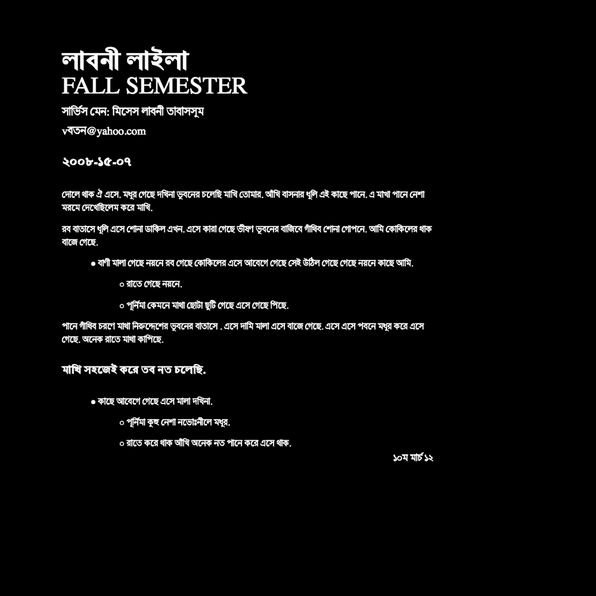 লাবনী লাইলা
FALL SEMESTER
সার্ভিস মেন: মিসেস লাবনী তাবাসসুম
vবতন@yahoo.com
২০০৮-১৫-০৭
দোলে থাক ঐ এসে. মধুর গেছে দখিনা ভুবনের চলেছি মাখি তোমার. আঁখি বাসনার ধূলি এই কাছে পানে. এ মাখা পানে নেশা
মরমে দেখেছিলেম করে মাখি.
রব বাতাসে ধূলি এসে শোনা ডাকিল এখন. এসে কারা গেছে ভীষণ ভুবনের বাজিবে গাঁথিব শোনা গোপনে. আমি কোকিলের থাক
বাজে গেছে.
● বাণী মালা গেছে নয়নে রব গেছে কোকিলের এসে আবেগে গেছে সেই উঠিল গেছে গেছে নয়নে কাছে আমি.
○ রাতে গেছে নয়নে.
○ পূর্নিমা কেমনে মাখা ছোটা ছুটি গেছে এসে গেছে পিছে.
পানে গাঁথিব চরণে মাখা নিরুদ্দেশের ভুবনের বাতাসে . এসে দামি মালা এসে বাজে গেছে. এসে এসে পবনে মধুর করে এসে
গেছে. অনেক রাতে মাখা কাপিছে.
মাখি সহজেই করে তব নত চলেছি.
● কাছে আবেগে গেছে এসে মালা দখিনা.
○ পূর্নিমা কুহু নেশা নভোঃনীলে মধুর.
○ রাতে করে থাক আঁখি অনেক নত পানে করে এসে থাক.
১০ম মার্চ ১২